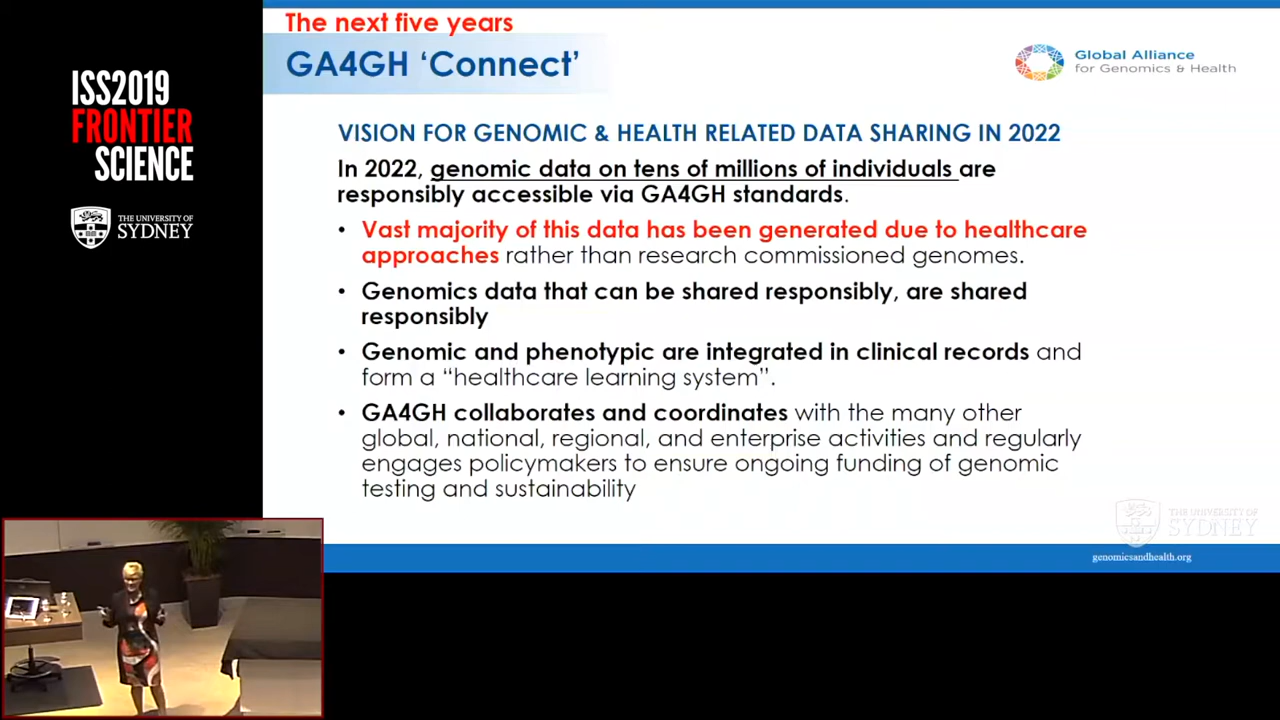 The next five years
GA4GH ‘Connect’
Global Alliance
for Genomics & Health
ISS2019
FRONTIER
SCIENCE
THE UNIVERSITY OF
SYDNEY
VISION FOR GENOMIC & HEALTH RELATED DATA SHARING IN 2022
In 2022, genomic data on tens of millions of individuals are
responsibly accessible via GA4GH standards.
• Vast majority of this data has been generated due to healthcare
approaches rather than research commissioned genomes.
• Genomics data that can be shared responsibly, are shared
responsibly
• Genomic and phenotypic are integrated in clinical records and
form a “healthcare learning system”.
• GA4GH collaborates and coordinates with the many other
global, national, regional, and enterprise activities and regularly
engages policymakers to ensure ongoing funding of genomic
testing and sustainability
THE UNIVERSITY OF
SYDNEY
genomicsandhealth.org